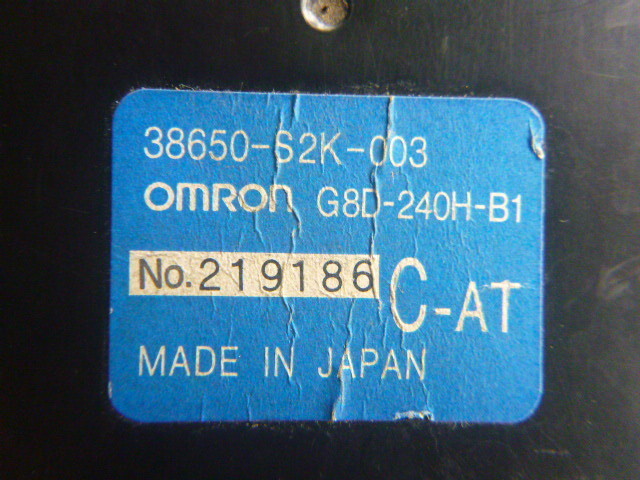 38650-S2K-003
OMRON G8D-240H-B1
No. 219186 C-AT
MADE IN JAPAN